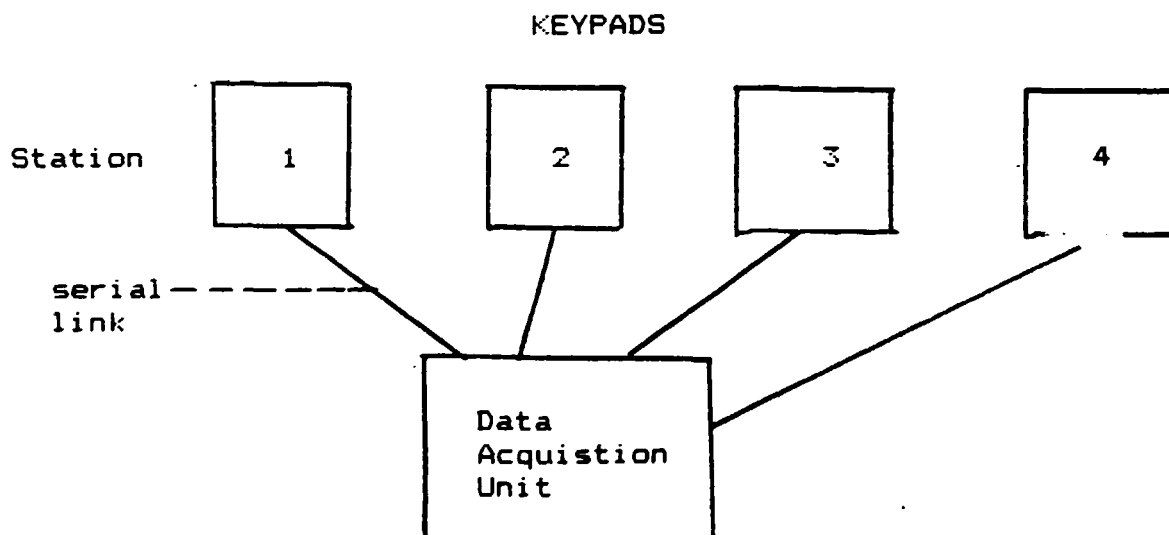 KEYPADS
Station 1 2 3 4
serial
link
Data
Acquistion
Unit